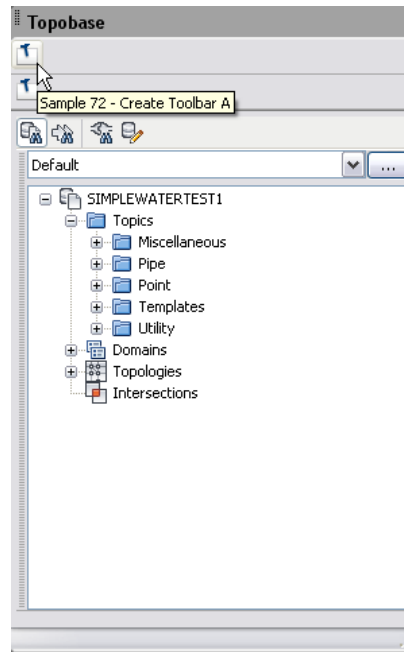 Topobase
Sample 72 - Create Toolbar A
Default
...
SIMPLEWATERTEST1
Topics
Miscellaneous
Pipe
Point
Templates
Utility
Domains
Topologies
Intersections